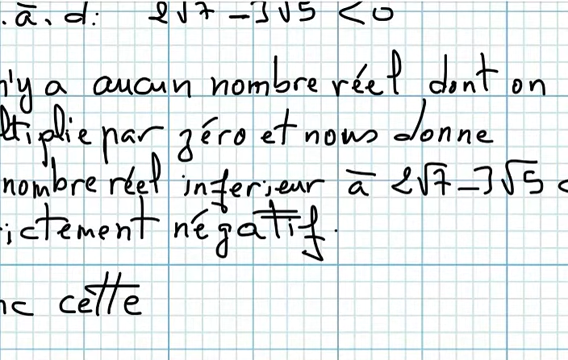 .à.d: 2√7 - 3√5 < 0
n'y a aucun nombre réel dont on
ltiplie par zéro et nous donne
nombre réel inferieur à 2√7 - 3√5 <
ictement négatif.
nc cette